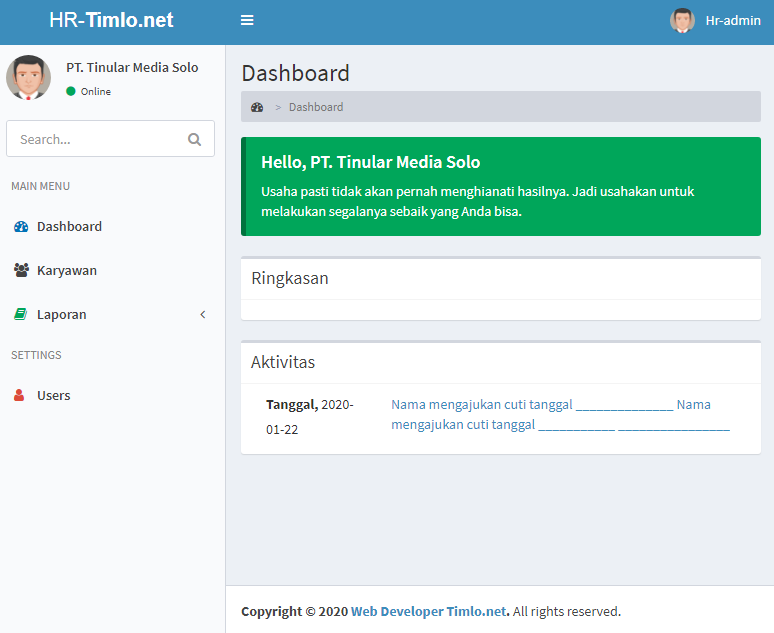 HR-Timlo.net
Hr-admin
PT. Tinular Media Solo
Online
Search...
MAIN MENU
Dashboard
Karyawan
Laporan
SETTINGS
Users
Dashboard
> Dashboard
Hello, PT. Tinular Media Solo
Usaha pasti tidak akan pernah menghianati hasilnya. Jadi usahakan untuk
melakukan segalanya sebaik yang Anda bisa.
Ringkasan
Aktivitas
Tanggal, 2020-
01-22
Nama mengajukan cuti tanggal ______________ Nama
mengajukan cuti tanggal ___________ ________________
Copyright © 2020 Web Developer Timlo.net. All rights reserved.